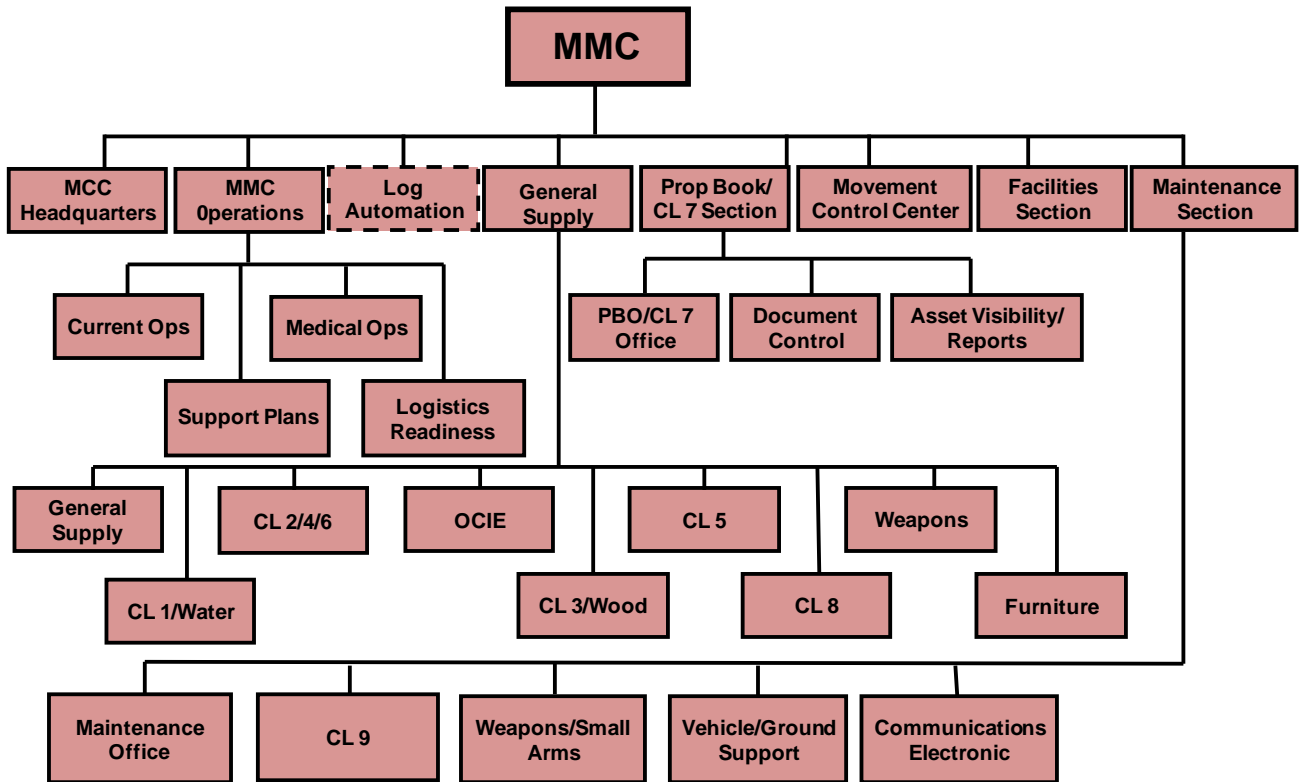 MMC
MCC
Headquarters
MMC
0perations
Log
Automation
General
Supply
Prop Book/
CL 7 Section
Movement
Control Center
Facilities
Section
Maintenance
Section
Current Ops
Medical Ops
PBO/CL 7
Office
Document
Control
Asset Visibility/
Reports
Support Plans
Logistics
Readiness
General
Supply
CL 2/4/6
OCIE
CL 5
Weapons
CL 1/Water
CL 3/Wood
CL 8
Furniture
Maintenance
Office
CL 9
Weapons/Small
Arms
Vehicle/Ground
Support
Communications
Electronic